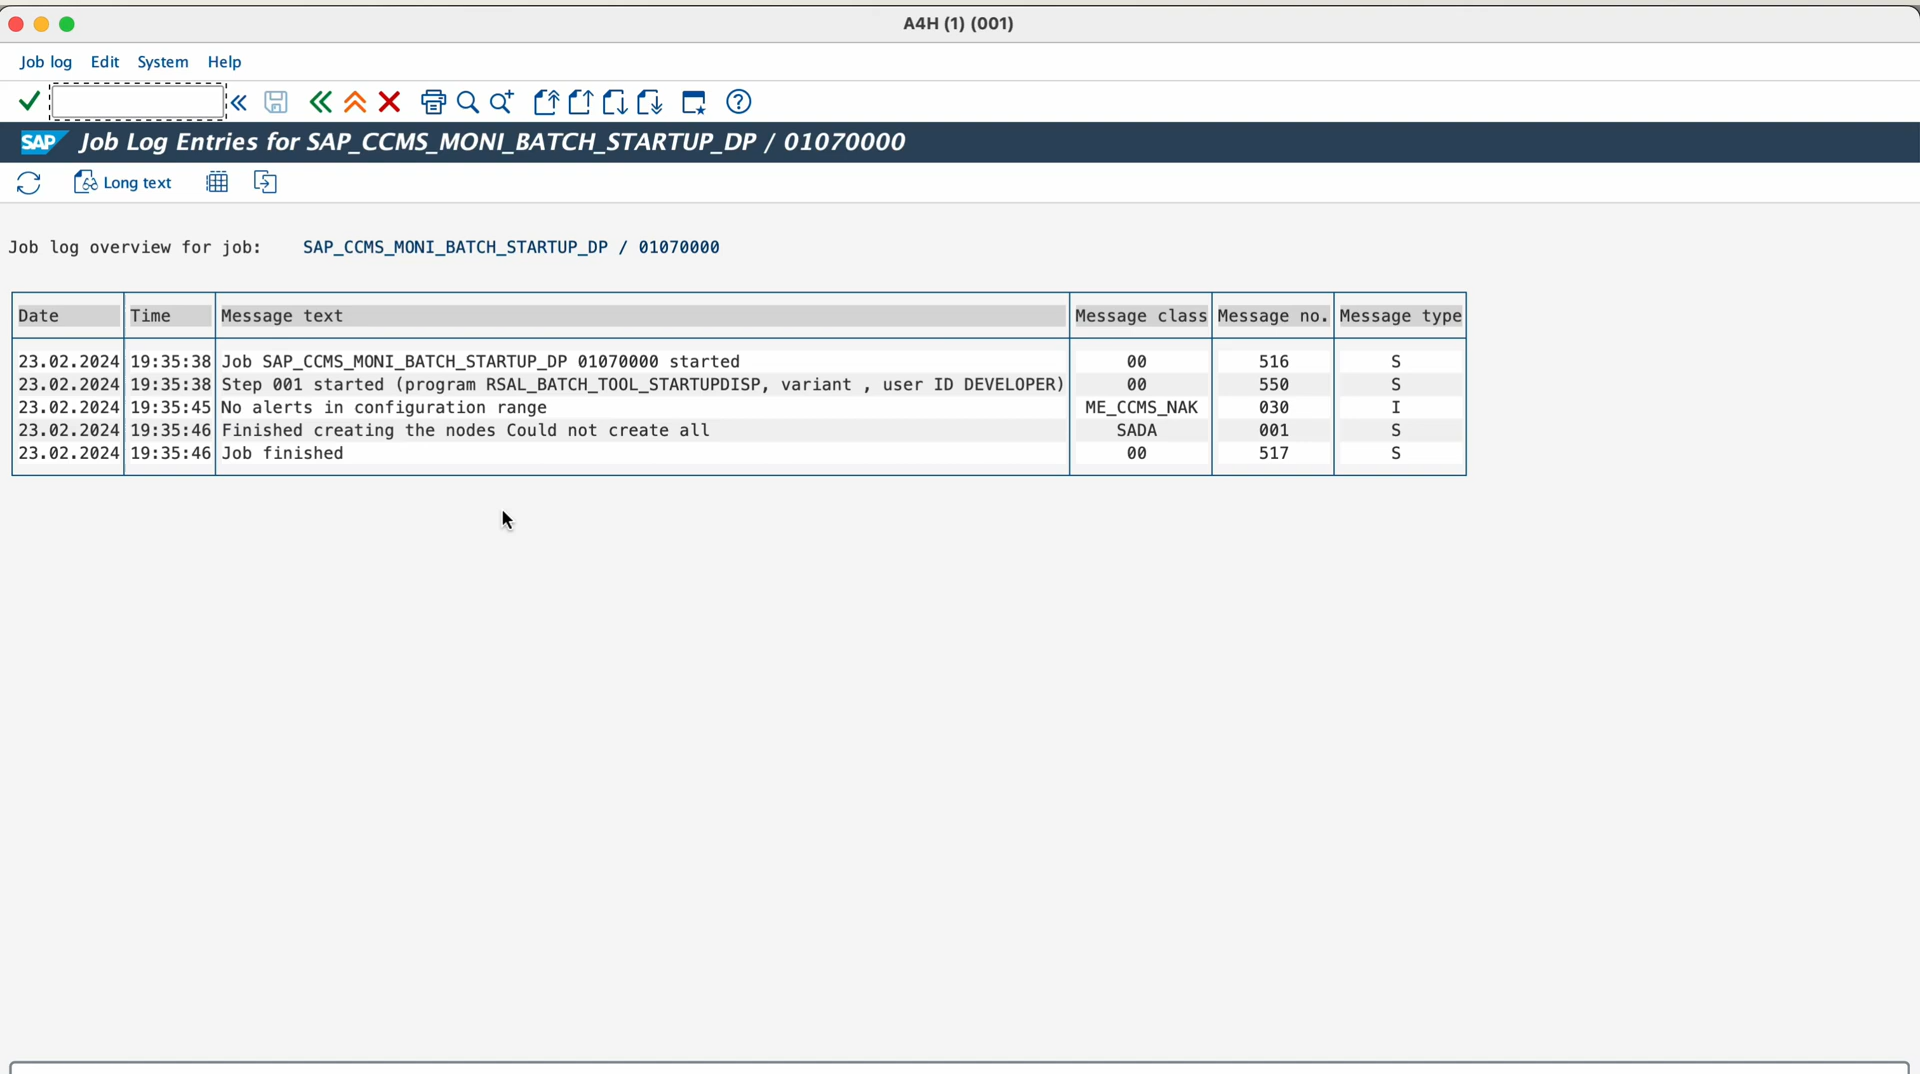 A4H (1) (001)
Job log Edit System Help
SAP Job Log Entries for SAP_CCMS_MONI_BATCH_STARTUP_DP / 01070000
Long text
Job log overview for job: SAP_CCMS_MONI_BATCH_STARTUP_DP / 01070000
Date Time Message text Message class Message no. Message type
23.02.2024 19:35:38 Job SAP_CCMS_MONI_BATCH_STARTUP_DP 01070000 started 00 516 S
23.02.2024 19:35:38 Step 001 started (program RSAL_BATCH_TOOL_STARTUPDISP, variant , user ID DEVELOPER) 00 550 S
23.02.2024 19:35:45 No alerts in configuration range ME_CCMS_NAK 030 I
23.02.2024 19:35:46 Finished creating the nodes Could not create all SADA 001 S
23.02.2024 19:35:46 Job finished 00 517 S